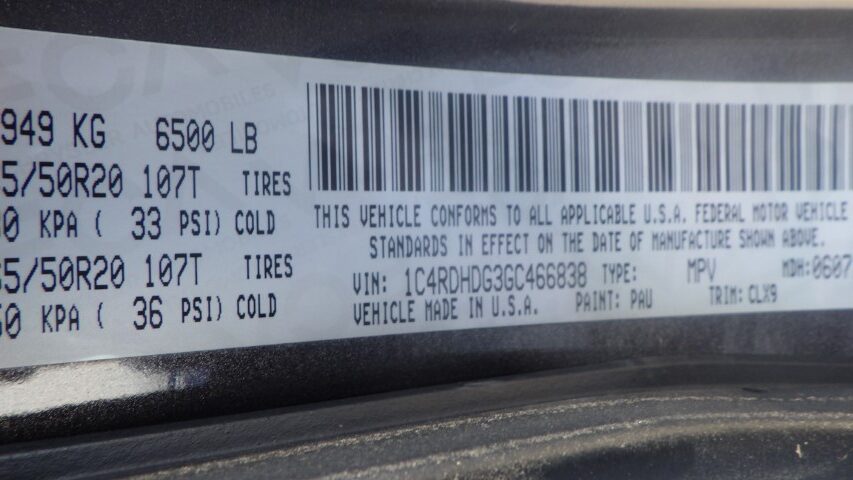 949 KG 6500 LB
5/50R20 107T TIRES
0 KPA ( 33 PSI) COLD
5/50R20 107T TIRES
0 KPA ( 36 PSI) COLD
THIS VEHICLE CONFORMS TO ALL APPLICABLE U.S.A. FEDERAL MOTOR VEHICLE
STANDARDS IN EFFECT ON THE DATE OF MANUFACTURE SHOWN ABOVE.
VIN: 1C4RDHDG3GC466838 TYPE: MPV MDH:0607
VEHICLE MADE IN U.S.A. PAINT: PAU TRIM: CLX9